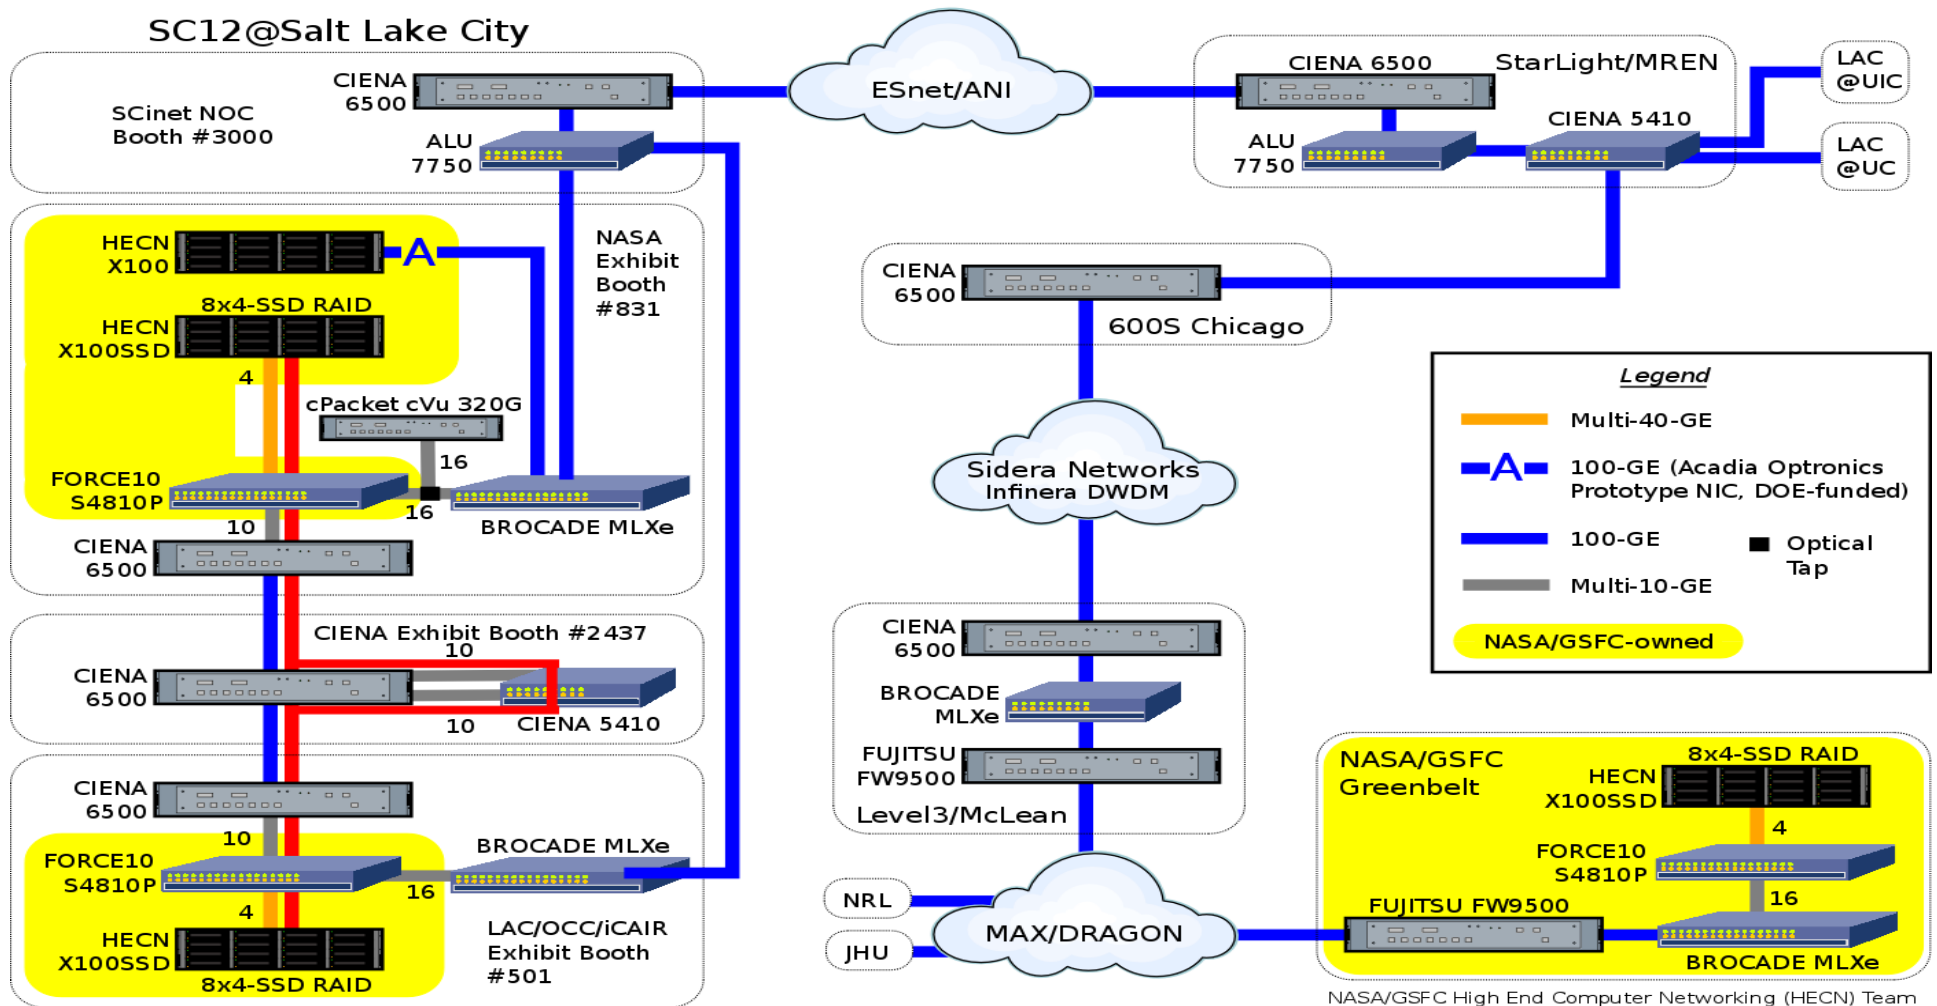 SC12@Salt Lake City
SCinet NOC
Booth #3000
CIENA
6500
ALU
7750
ESnet/ANI
CIENA 6500
StarLight/MREN
ALU
7750
CIENA 5410
LAC
@UIC
LAC
@UC
HECN
X100
A
8x4-SSD RAID
HECN
X100SSD
4
NASA
Exhibit
Booth
#831
cPacket cVu 320G
16
FORCE10
S4810P
16
BROCADE MLXe
10
CIENA
6500
CIENA Exhibit Booth #2437
10
CIENA
6500
10
CIENA 5410
CIENA
6500
10
FORCE10
S4810P
16
BROCADE MLXe
4
HECN
X100SSD
8x4-SSD RAID
LAC/OCC/iCAIR
Exhibit Booth
#501
CIENA
6500
600S Chicago
Sidera Networks
Infinera DWDM
CIENA
6500
BROCADE
MLXe
FUJITSU
FW9500
Level3/McLean
NRL
JHU
MAX/DRAGON
Legend
Multi-40-GE
A
100-GE (Acadia Optronics
Prototype NIC, DOE-funded)
100-GE
Optical
Tap
Multi-10-GE
NASA/GSFC-owned
NASA/GSFC
Greenbelt
8x4-SSD RAID
HECN
X100SSD
4
FORCE10
S4810P
16
FUJITSU FW9500
BROCADE MLXe
NASA/GSFC High End Computer Networking (HECN) Team